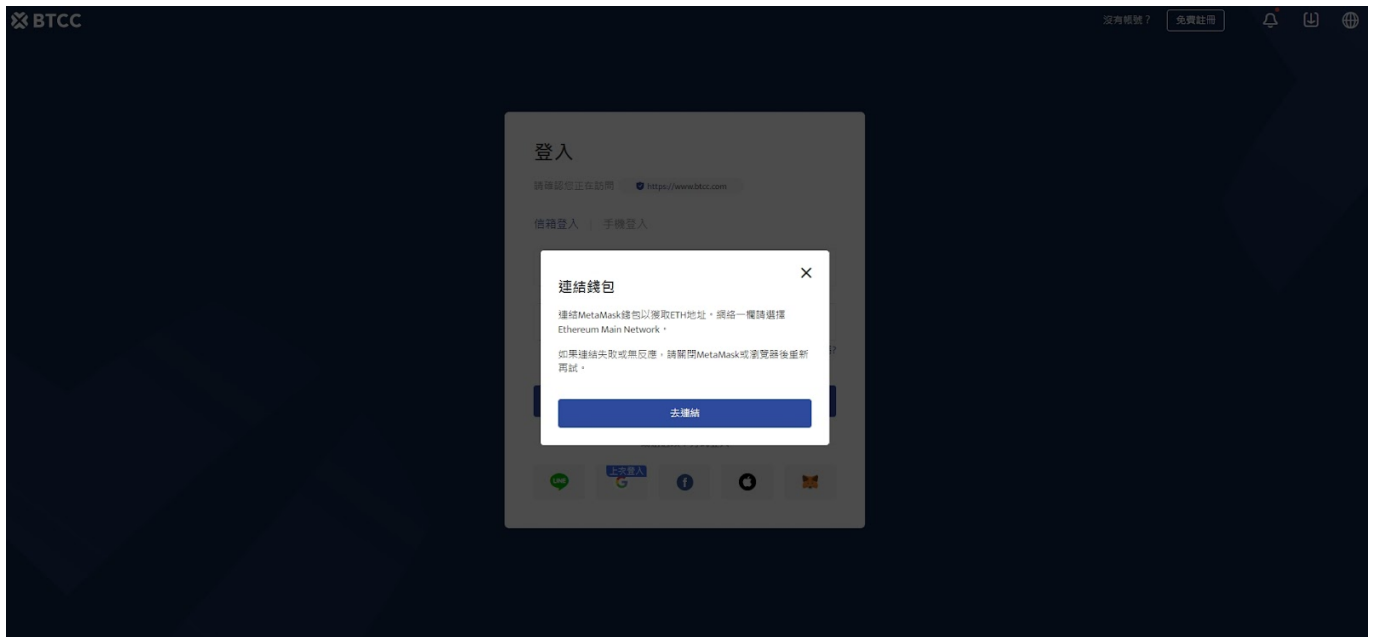 BTCC
沒有帳號？ 免費註冊
登入
請確認您正在訪問 https://www.btcc.com
信箱登入 | 手機登入
連結錢包
連結MetaMask錢包以獲取ETH地址，網絡一欄請選擇
Ethereum Main Network，
如果連結失敗或無反應，請關閉MetaMask或瀏覽器後重新
再試。
去連結
上次登入
LINE